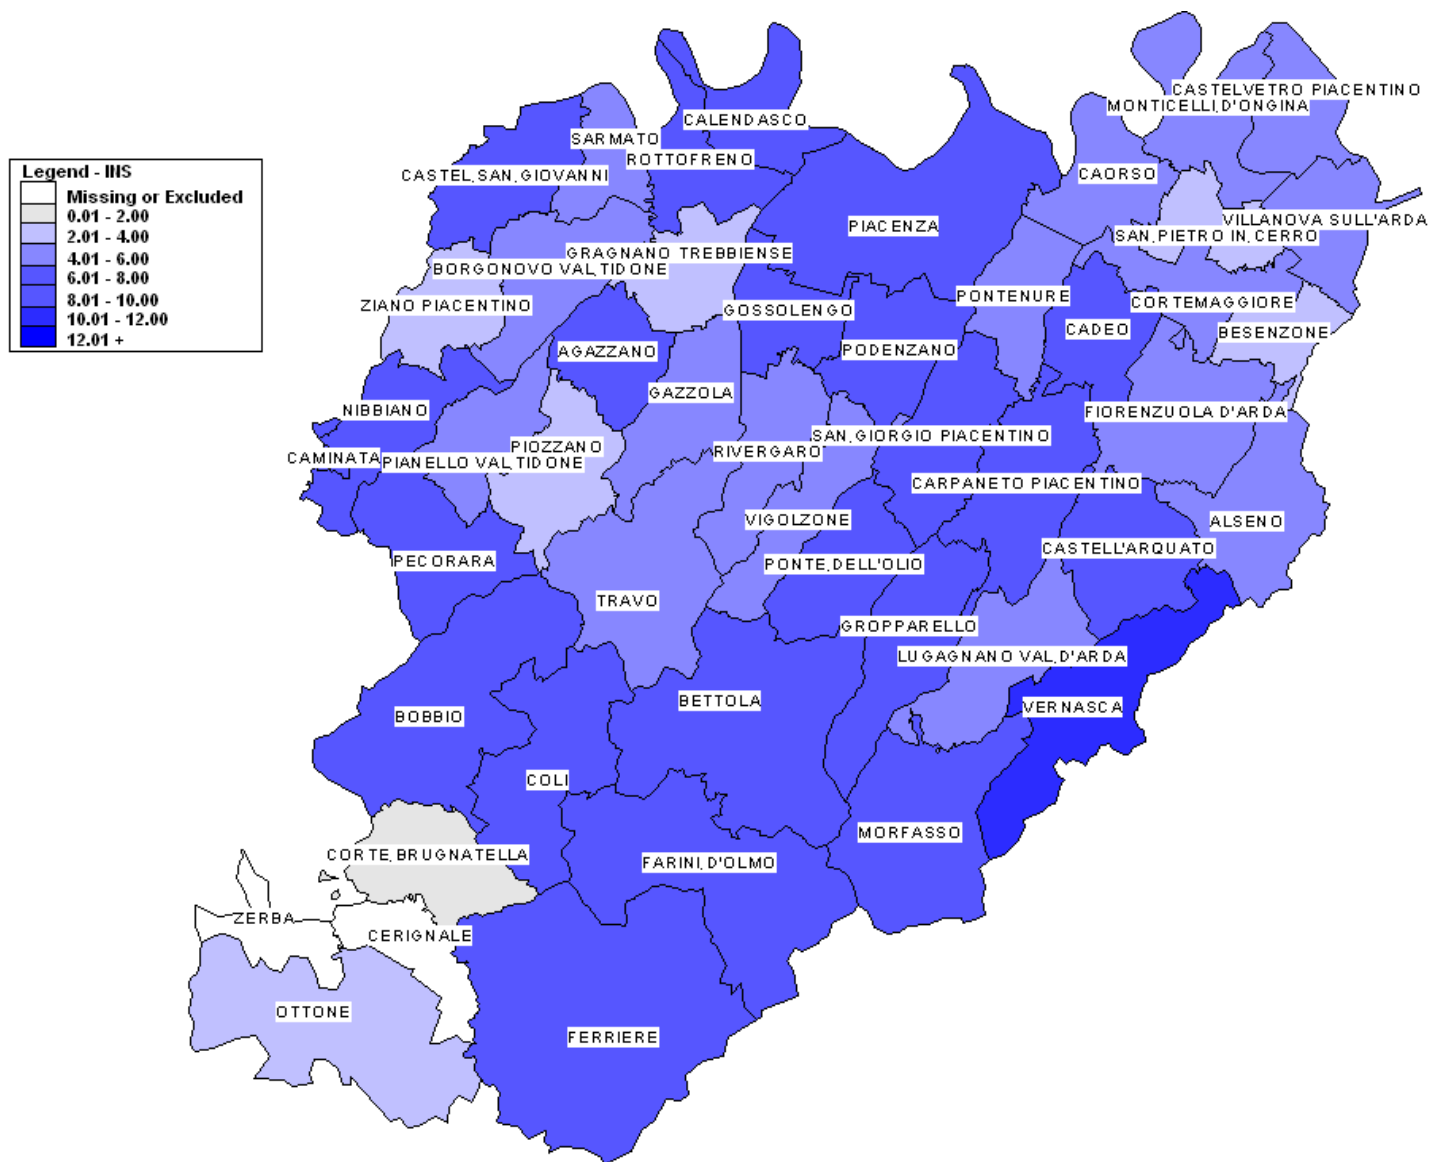 CASTELVETRO PIACENTINO
MONTICELLI.D'ONGINA
CALENDASCO
SARMATO
ROTTOFRENO
Legend - INS
Missing or Excluded
0.01 - 2.00
2.01 - 4.00
4.01 - 6.00
6.01 - 8.00
8.01 - 10.00
10.01 - 12.00
12.01 +
CASTEL.SAN.GIOVANNI
CAORSO
VILLANOVA SULL'ARDA
PIACENZA
SAN.PIETRO IN.CERRO
GRAGNANO TREBBIENSE
BORGONOVO VAL.TIDONE
ZIANO PIACENTINO
PONTENURE
CORTEMAGGIORE
GOSSOLENGO
CADEO
BESENZONE
AGAZZANO
PODENZANO
GAZZOLA
NIBBIANO
FIORENZUOLA D'ARDA
PIOZZANO
SAN.GIORGIO PIACENTINO
RIVERGARO
CAMINATA
PIANELLO VAL.TIDONE
CARPANETO PIACENTINO
VIGOLZONE
ALSENO
CASTELL'ARQUATO
PECORARA
PONTE.DELL'OLIO
TRAVO
GROPPARELLO
LUGAGNANO VAL.D'ARDA
BETTOLA
VERNASCA
BOBBIO
COLI
MORFASSO
CORTE.BRUGNATELLA
FARINI.D'OLMO
ZERBA
CERIGNALE
OTTONE
FERRIERE